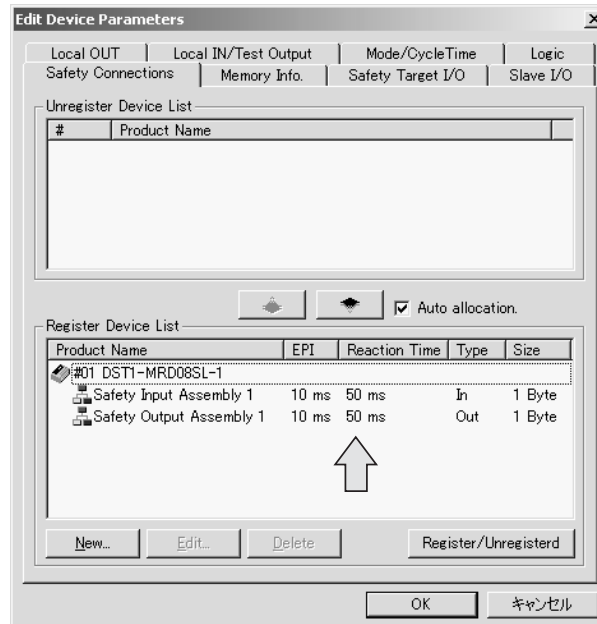 Edit Device Parameters
Local OUT Local IN/Test Output Mode/CycleTime Logic
Safety Connections Memory Info. Safety Target I/O Slave I/O
Unregister Device List
# Product Name
Auto allocation.
Register Device List
Product Name EPI Reaction Time Type Size
#01 DST1-MRD08SL-1
Safety Input Assembly 1 10 ms 50 ms In 1 Byte
Safety Output Assembly 1 10 ms 50 ms Out 1 Byte
New... Edit... Delete Register/Unregisterd
OK キャンセル